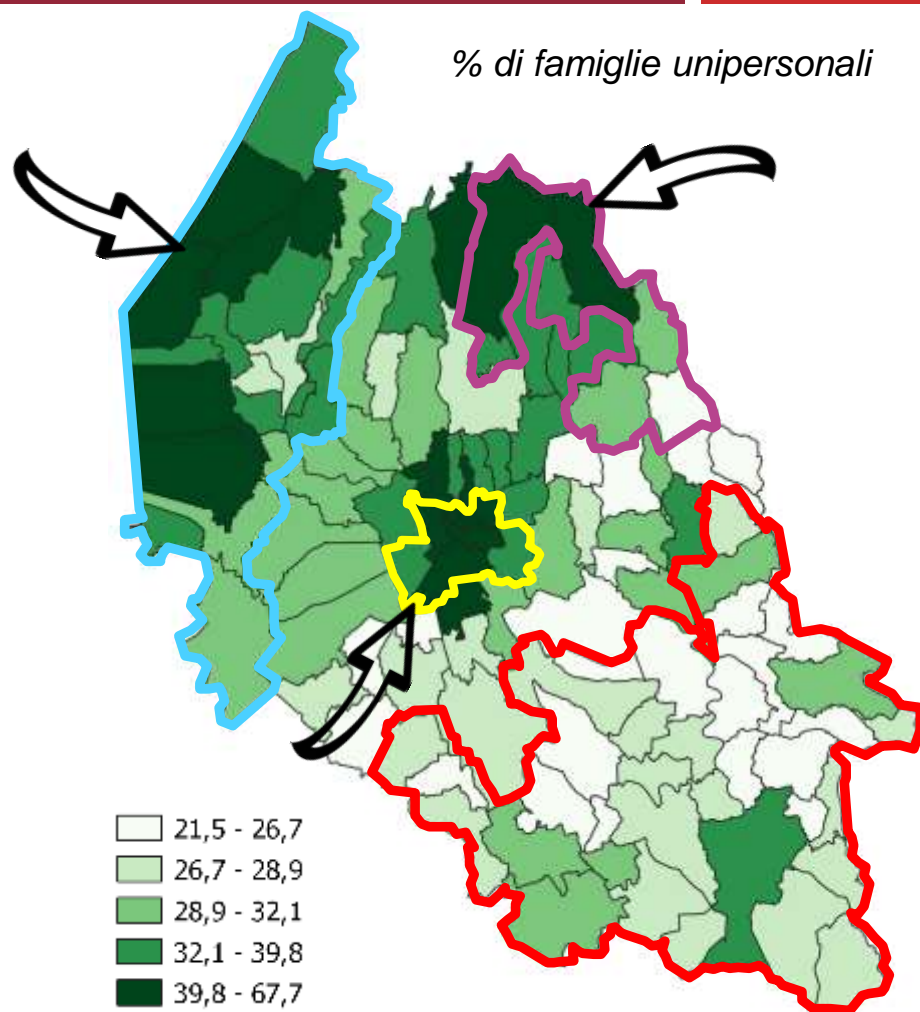 % di famiglie unipersonali
21,5 - 26,7
26,7 - 28,9
28,9 - 32,1
32,1 - 39,8
39,8 - 67,7